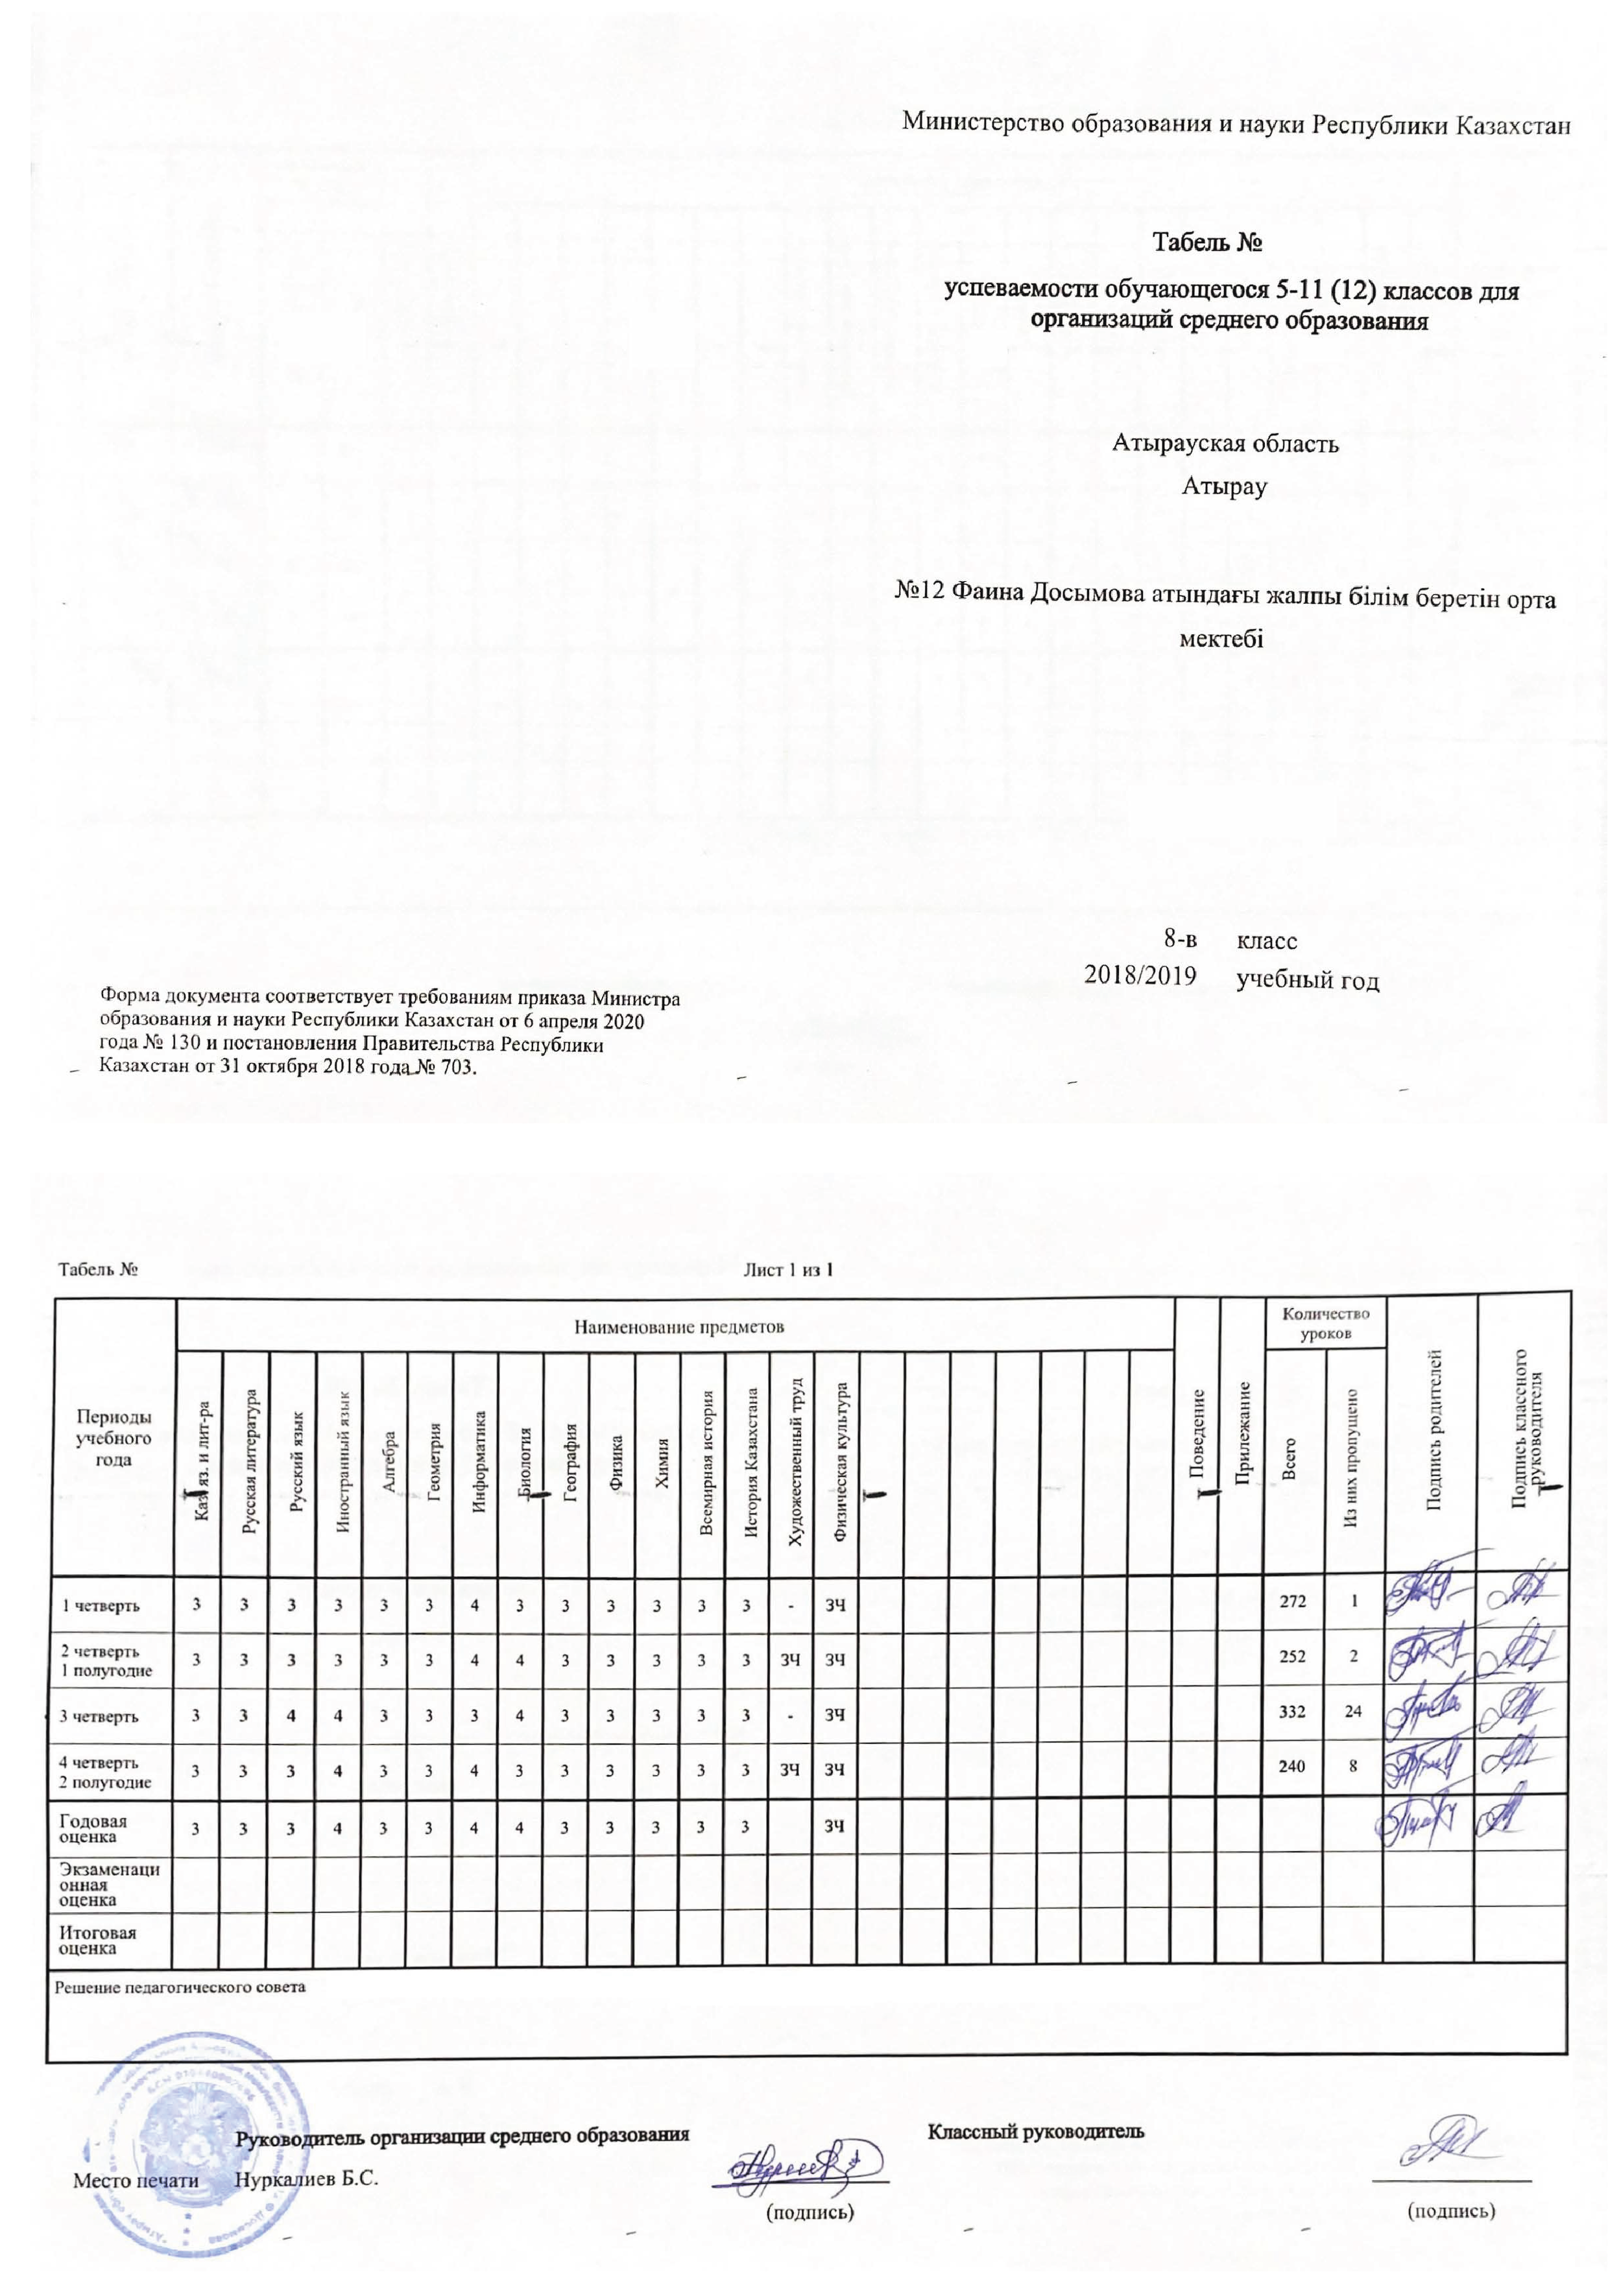 Министерство образования и науки Республики Казахстан
Табель №
успеваемости обучающегося 5-11 (12) классов для
организаций среднего образования
Атырауская область
Атырау
№12 Фаина Досымова атындағы жалпы білім беретін орта
мектебі
8-в класс
2018/2019 учебный год
Форма документа соответствует требованиям приказа Министра
образования и науки Республики Казахстан от 6 апреля 2020
года № 130 и постановления Правительства Республики
Казахстан от 31 октября 2018 года № 703.
Табель № Лист 1 из 1
Периоды учебного года
Наименование предметов
Каз. яз. и лит-ра
Русская литература
Русский язык
Иностранный язык
Алгебра
Геометрия
Информатика
Биология
География
Физика
Химия
Всемирная история
История Казахстана
Художественный труд
Физическая культура
Поведение
Прилежание
Количество уроков
Всего
Из них пропущено
Подпись родителей
Подпись классного руководителя
1 четверть 3 3 3 3 3 3 4 3 3 3 3 3 3 - ЗЧ 272 1
2 четверть 1 полугодие 3 3 3 3 3 3 4 4 3 3 3 3 3 ЗЧ ЗЧ 252 2
3 четверть 3 3 4 4 3 3 3 4 3 3 3 3 3 - ЗЧ 332 24
4 четверть 2 полугодие 3 3 3 4 3 3 4 3 3 3 3 3 3 ЗЧ ЗЧ 240 8
Годовая оценка 3 3 3 4 3 3 4 4 3 3 3 3 3 ЗЧ
Экзаменаци
онная
оценка
Итоговая
оценка
Решение педагогического совета
Руководитель организации среднего образования Классный руководитель
Место печати Нуркалиев Б.С.
(подпись) (подпись)